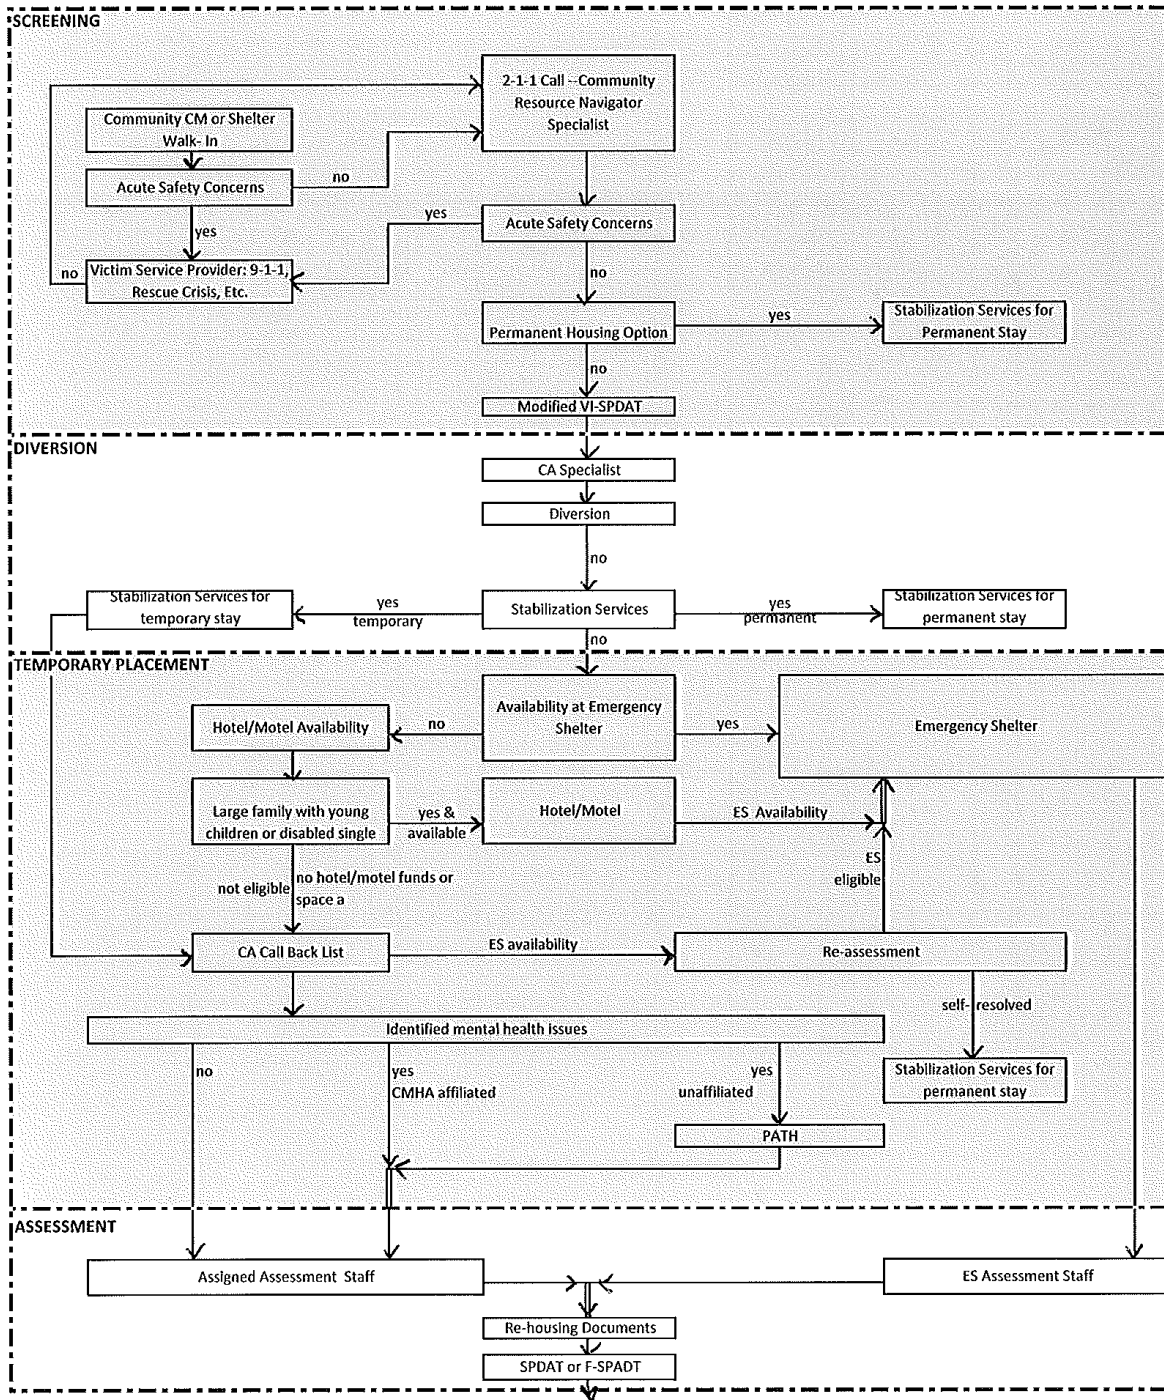 SCREENING
2-1-1 Call --Community
Resource Navigator
Specialist
Community CM or Shelter
Walk- In
Acute Safety Concerns
no
yes
yes
Acute Safety Concerns
no
Victim Service Provider: 9-1-1,
Rescue Crisis, Etc.
no
Permanent Housing Option
yes
Stabilization Services for
Permanent Stay
no
Modified VI-SPDAT
DIVERSION
CA Specialist
Diversion
no
Stabilization Services for
temporary stay
yes
temporary
Stabilization Services
yes
permanent
Stabilization Services for
permanent stay
no
TEMPORARY PLACEMENT
Availability at Emergency
Shelter
Hotel/Motel Availability
no
yes
Emergency Shelter
Large family with young
children or disabled single
yes &
available
Hotel/Motel
ES Availability
ES
eligible
not eligible
no hotel/motel funds or
space a
CA Call Back List
ES availability
Re-assessment
self- resolved
Identified mental health issues
no
yes
CMHA affiliated
yes
unaffiliated
Stabilization Services for
permanent stay
PATH
ASSESSMENT
Assigned Assessment Staff
ES Assessment Staff
Re-housing Documents
SPDAT or F-SPADT